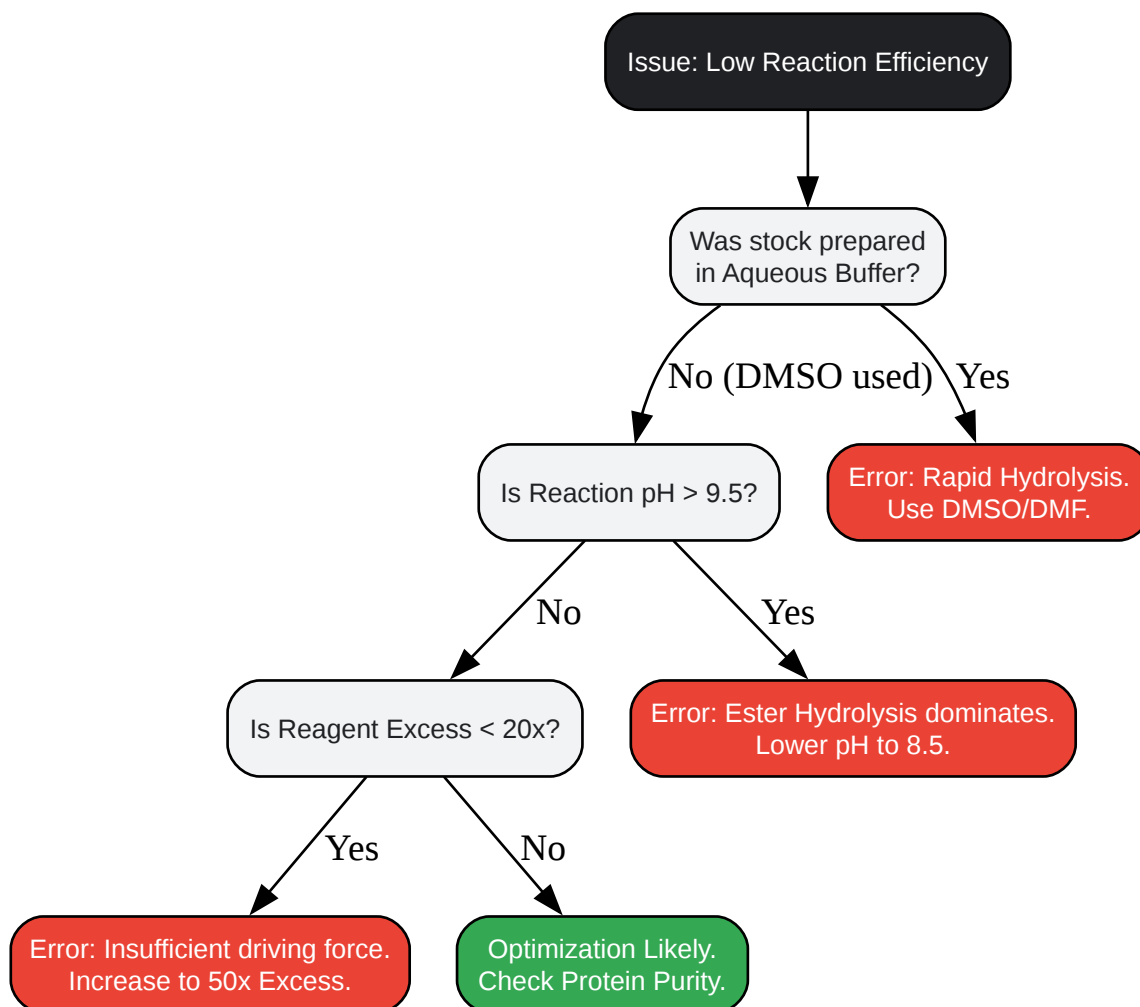 Issue: Low Reaction Efficiency
Was stock prepared
in Aqueous Buffer?
No (DMSO used)
Yes
Is Reaction pH > 9.5?
Error: Rapid Hydrolysis.
Use DMSO/DMF.
No
Yes
Is Reagent Excess < 20x?
Error: Ester Hydrolysis dominates.
Lower pH to 8.5.
Yes
No
Error: Insufficient driving force.
Increase to 50x Excess.
Optimization Likely.
Check Protein Purity.